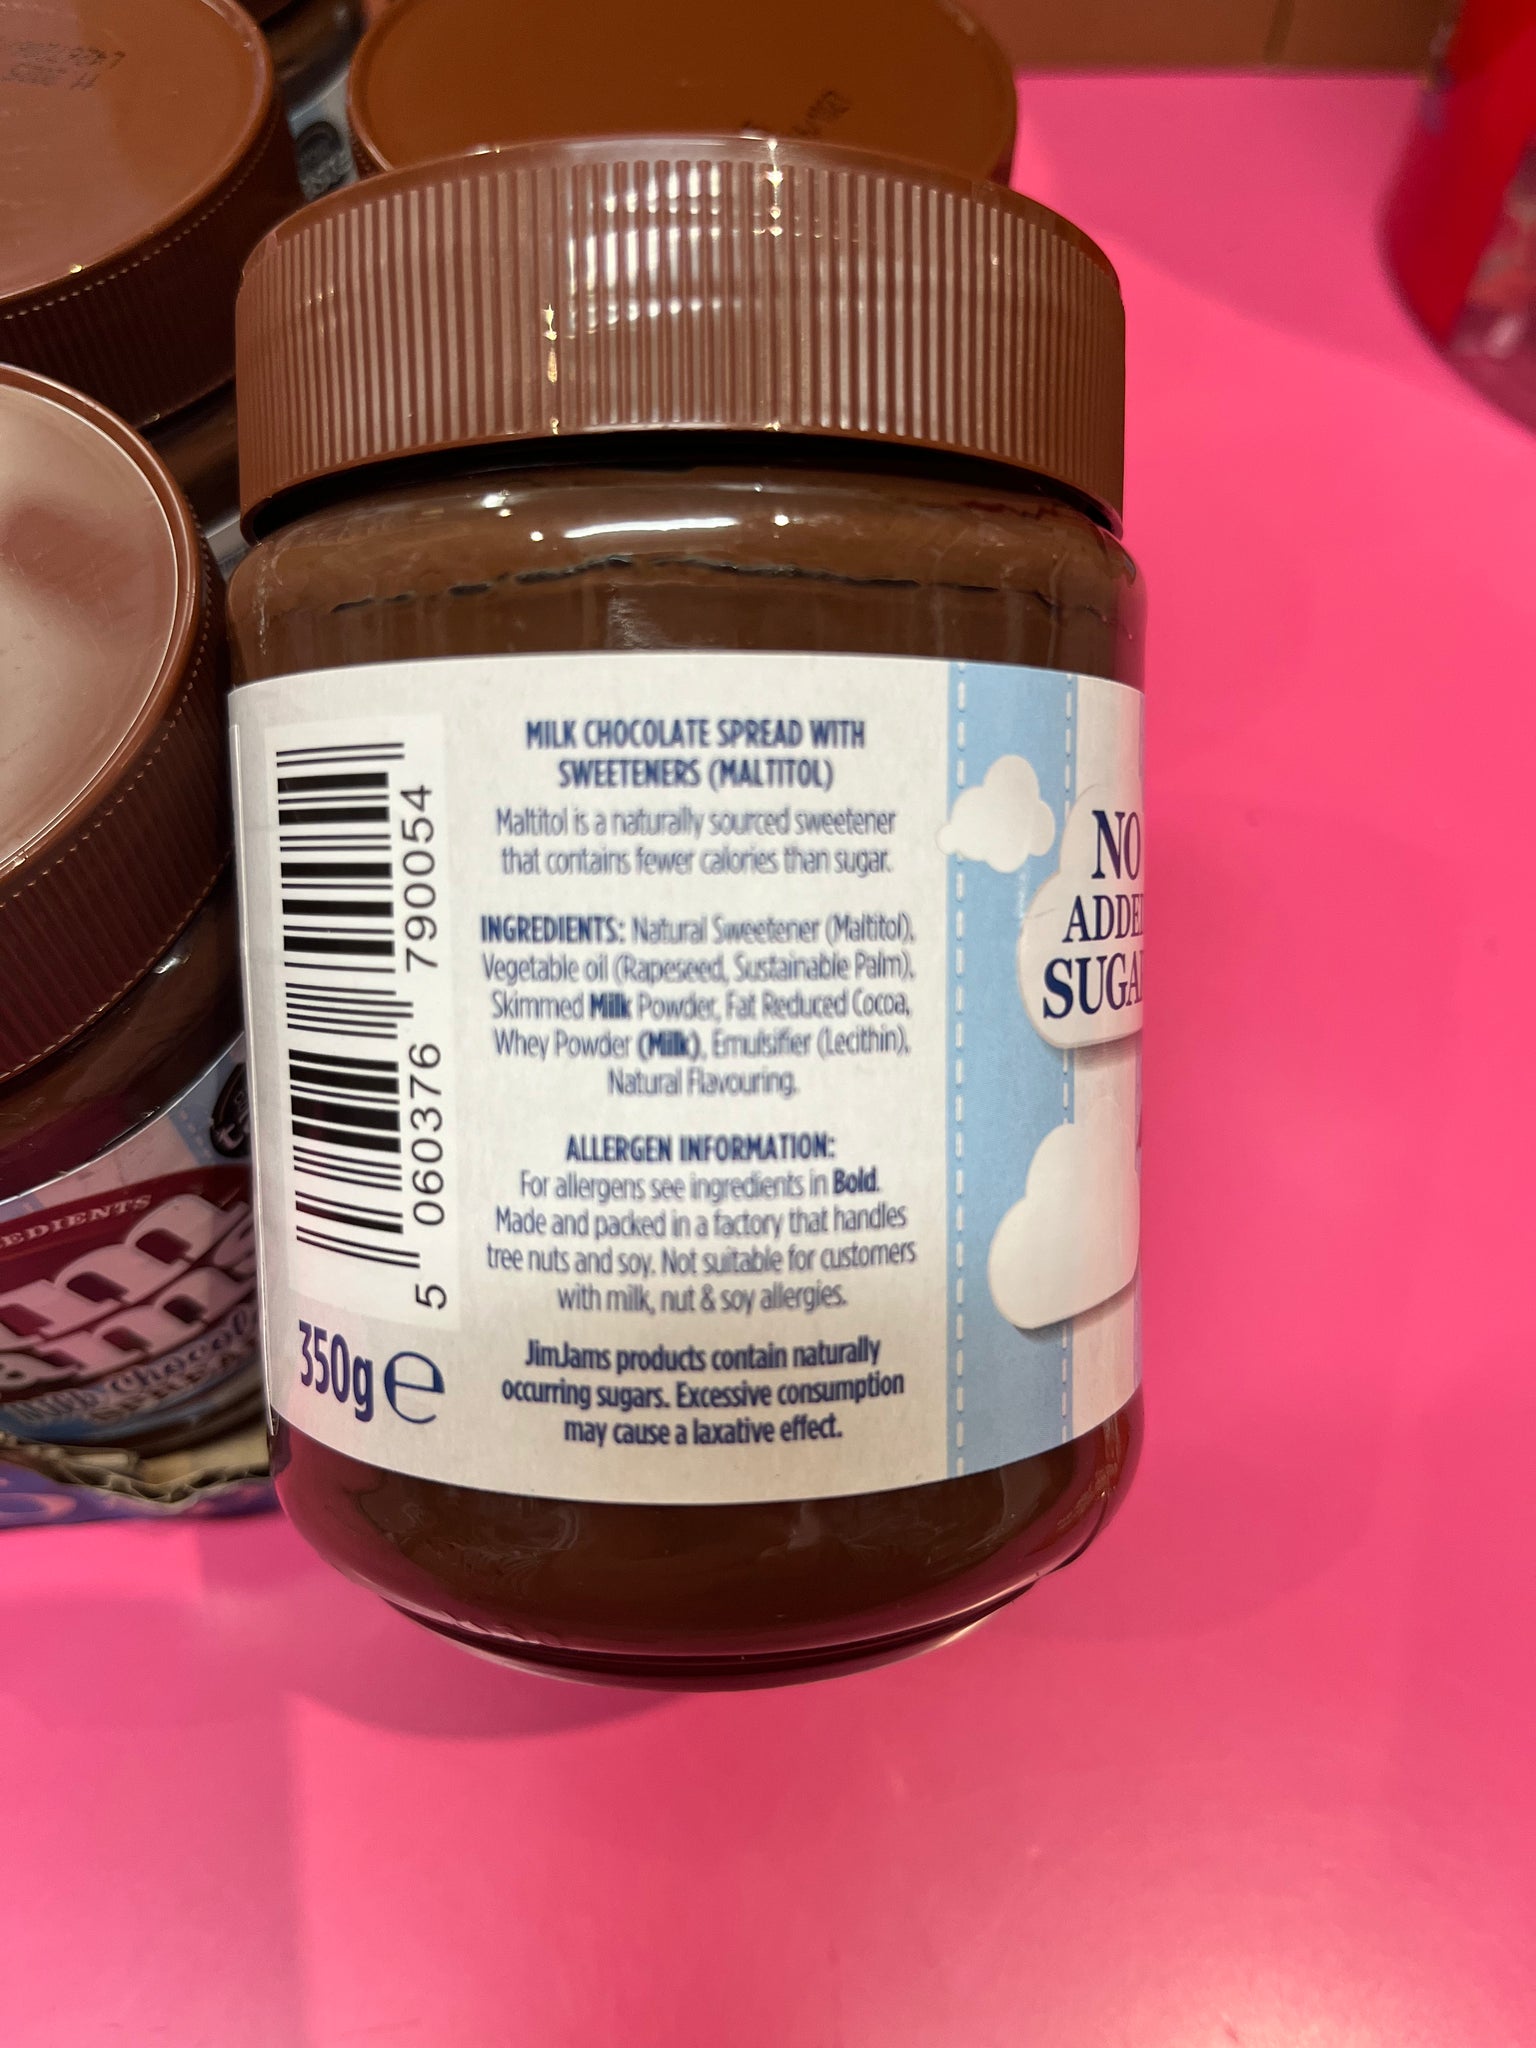 MILK CHOCOLATE SPREAD WITH
SWEETENERS (MALTITOL)
Maltitol is a naturally sourced sweetener
that contains fewer calories than sugar.
INGREDIENTS: Natural Sweetener (Maltitol),
Vegetable oil (Rapeseed, Sustainable Palm),
Skimmed Milk Powder, Fat Reduced Cocoa,
Whey Powder (Milk), Emulsifier (Lecithin),
Natural Flavouring.
ALLERGEN INFORMATION:
For allergens see ingredients in Bold.
Made and packed in a factory that handles
tree nuts and soy. Not suitable for customers
with milk, nut & soy allergies.
JimJams products contain naturally
occurring sugars. Excessive consumption
may cause a laxative effect.
5 060376 790054
350g e
NO
ADDE
SUGA